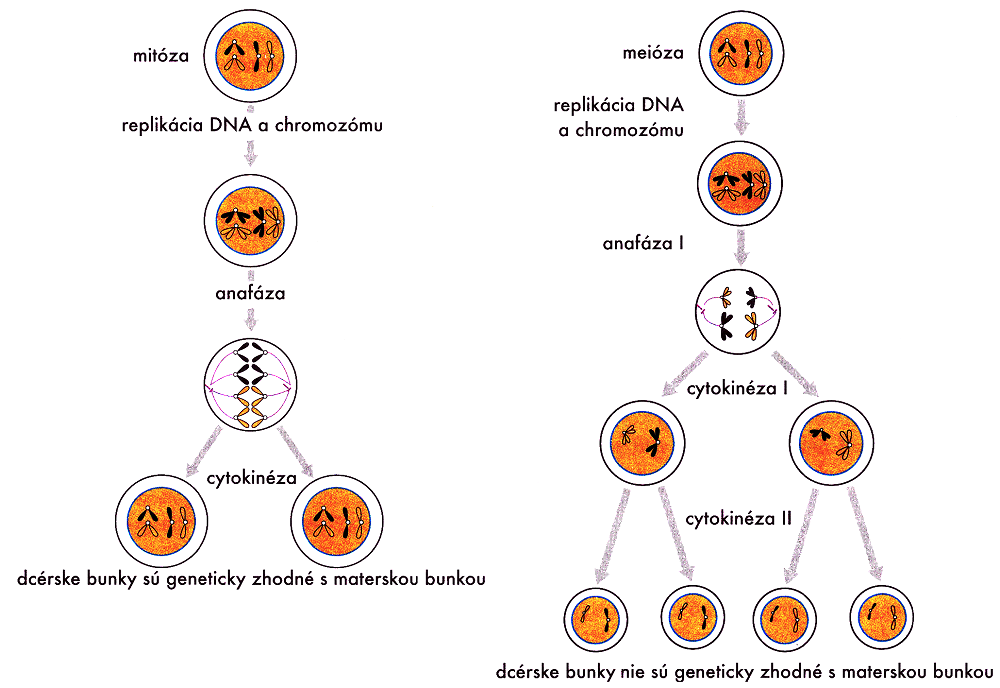 mitóza
replikácia DNA a chromozómu
anafáza
cytokinéza
dcérske bunky sú geneticky zhodné s materskou bunkou
meióza
replikácia DNA
a chromozómu
anafáza I
cytokinéza I
cytokinéza II
dcérske bunky nie sú geneticky zhodné s materskou bunkou